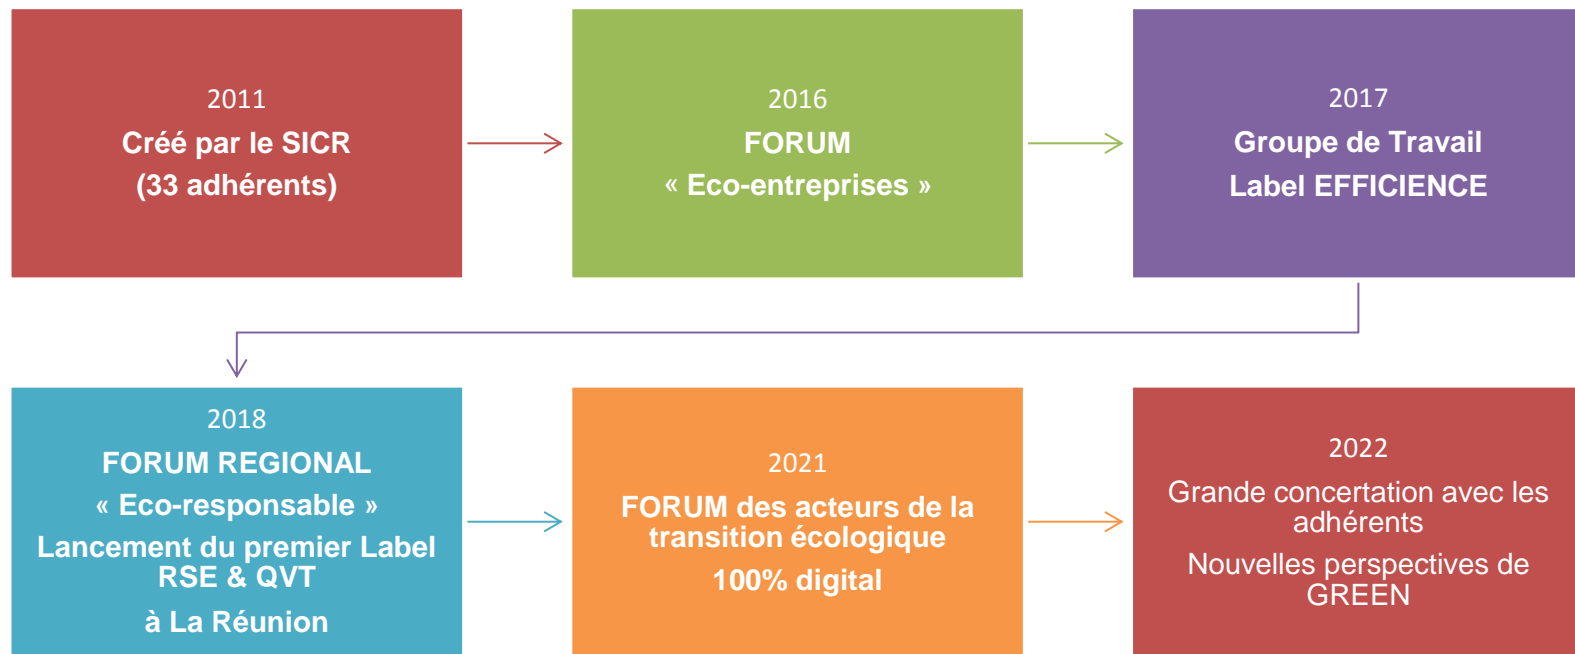 2011
Créé par le SICR
(33 adhérents)
2016
FORUM
« Eco-entreprises »
2017
Groupe de Travail
Label EFFICIENCE
2018
FORUM REGIONAL
« Eco-responsable »
Lancement du premier Label
RSE & QVT
à La Réunion
2021
FORUM des acteurs de la
transition écologique
100% digital
2022
Grande concertation avec les
adhérents
Nouvelles perspectives de
GREEN